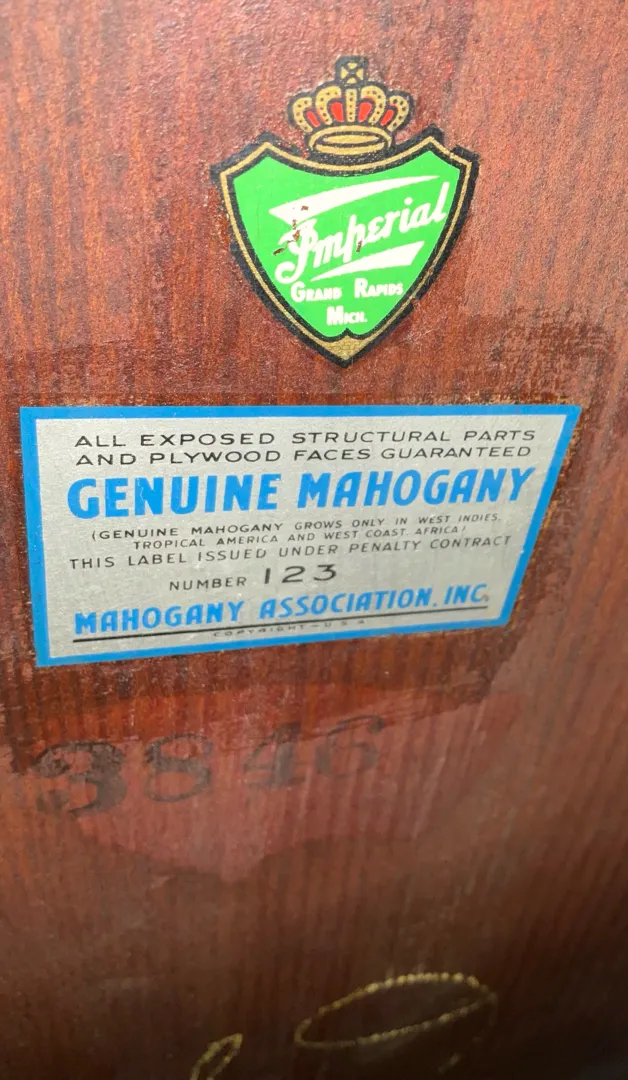 Imperial
GRAND RAPIDS
MICH.
ALL EXPOSED STRUCTURAL PARTS
AND PLYWOOD FACES GUARANTEED
GENUINE MAHOGANY
(GENUINE MAHOGANY GROWS ONLY IN WEST INDIES,
TROPICAL AMERICA AND WEST COAST AFRICA)
THIS LABEL ISSUED UNDER PENALTY CONTRACT
NUMBER 123
MAHOGANY ASSOCIATION, INC.
COPYRIGHT-U.S.A.
3846